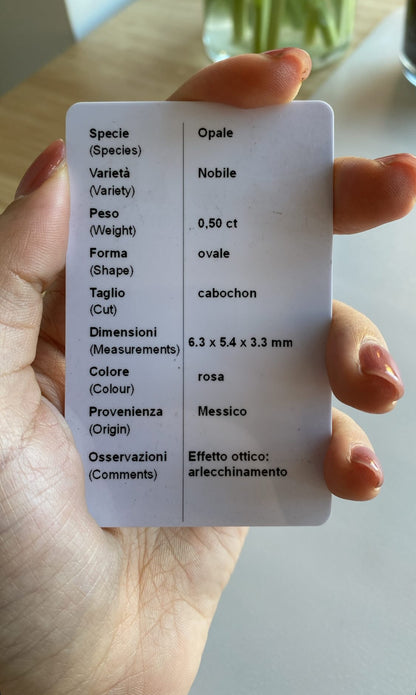 Specie Opale
(Species)
Varietà Nobile
(Variety)
Peso
(Weight) 0,50 ct
Forma ovale
(Shape)
Taglio cabochon
(Cut)
Dimensioni
(Measurements) 6.3 x 5.4 x 3.3 mm
Colore rosa
(Colour)
Provenienza Messico
(Origin)
Osservazioni Effetto ottico:
(Comments) arlecchinamento